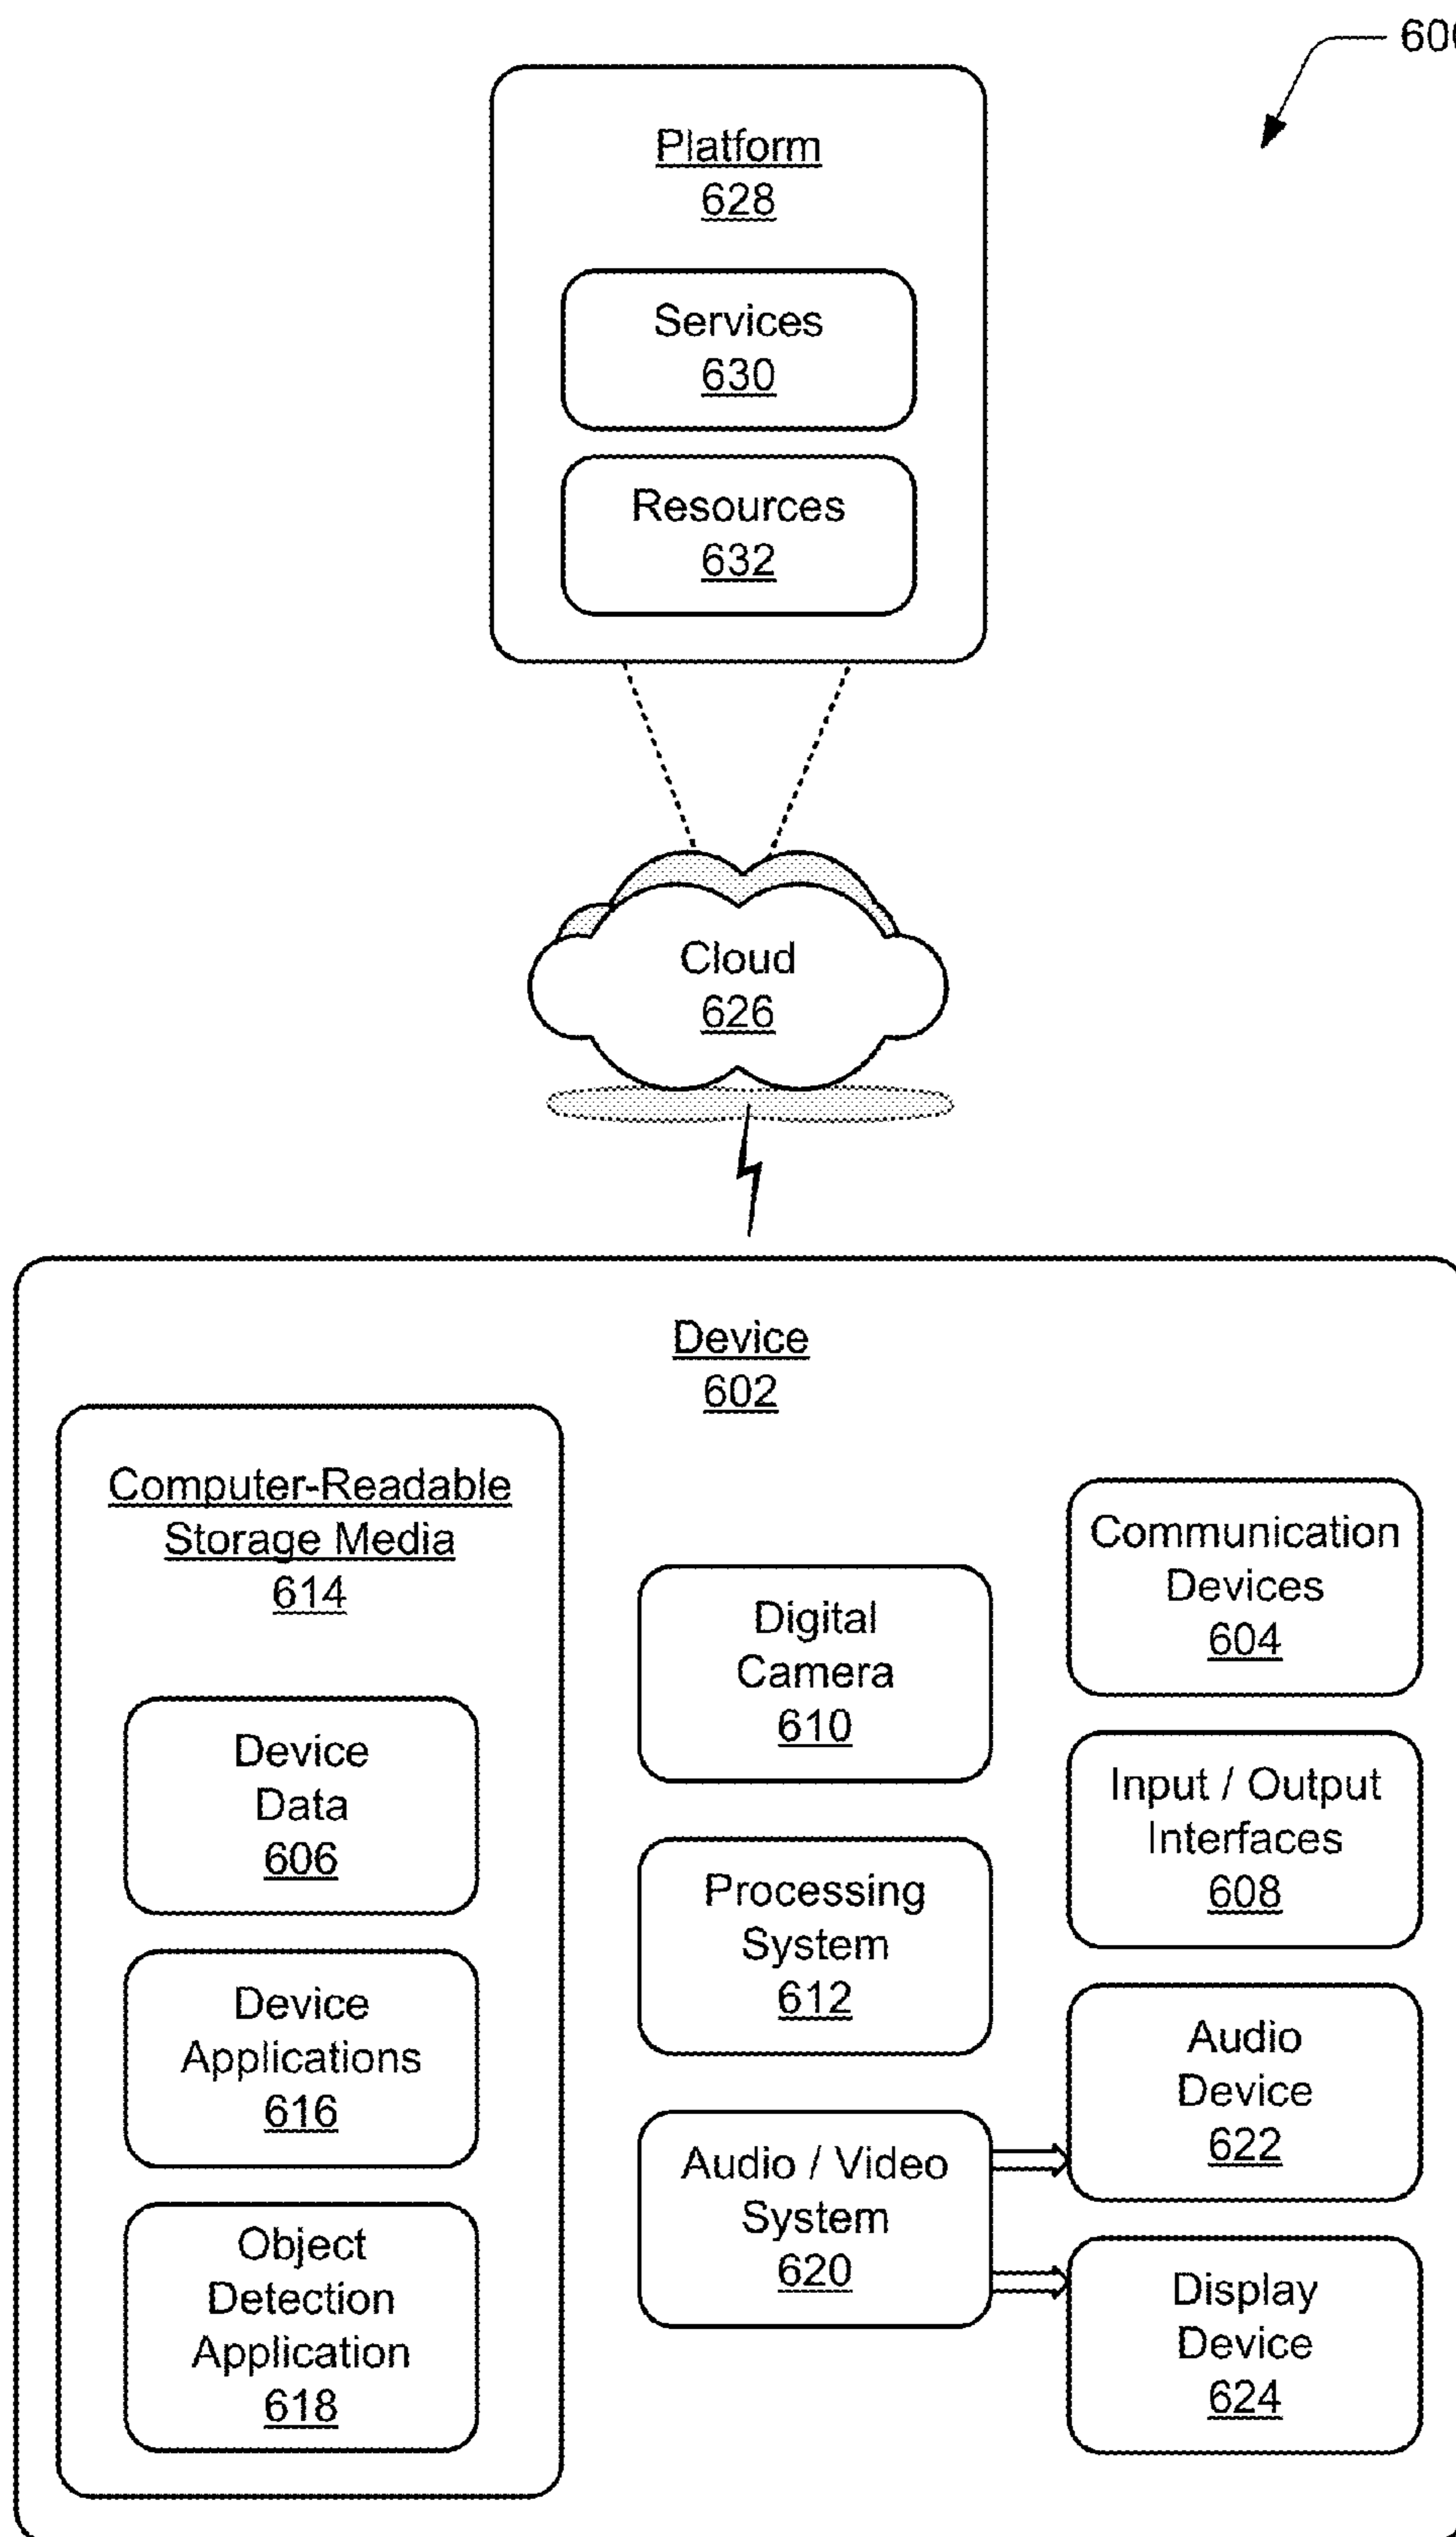 600
Platform
628
Services
630
Resources
632
Cloud
626
Device
602
Computer-Readable
Storage Media
614
Device
Data
606
Device
Applications
616
Object
Detection
Application
618
Digital
Camera
610
Processing
System
612
Audio / Video
System
620
Communication
Devices
604
Input / Output
Interfaces
608
Audio
Device
622
Display
Device
624